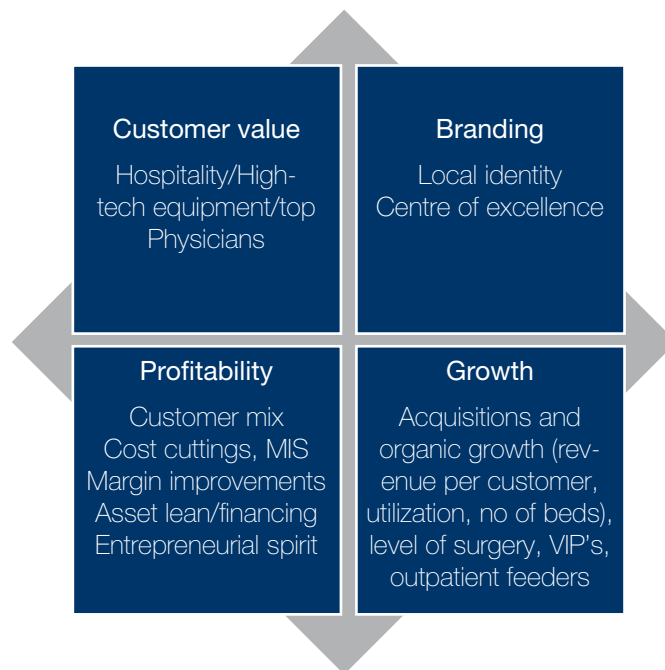 Customer value
Hospitality/High-
tech equipment/top
Physicians
Branding
Local identity
Centre of excellence
Profitability
Customer mix
Cost cuttings, MIS
Margin improvements
Asset lean/financing
Entrepreneurial spirit
Growth
Acquisitions and
organic growth (rev-
enue per customer,
utilization, no of beds),
level of surgery, VIP's,
outpatient feeders